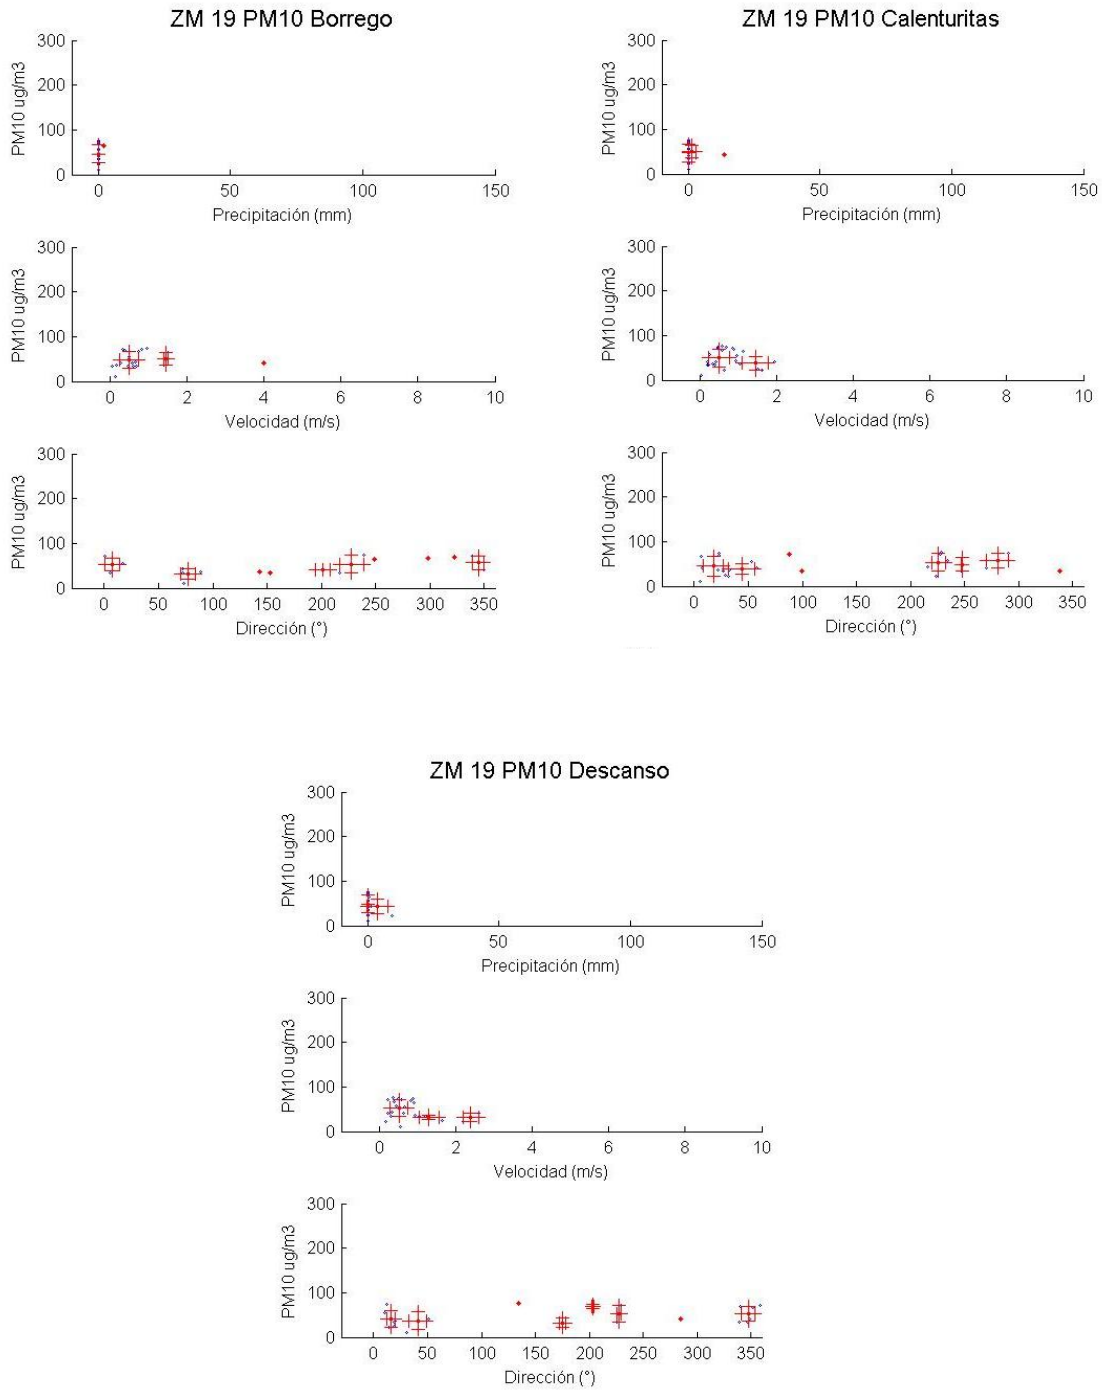 ZM 19 PM10 Borrego
300
200
100
0
PM10 ug/m3
0 50 100 150
Precipitación (mm)
300
200
100
0
PM10 ug/m3
0 2 4 6 8 10
Velocidad (m/s)
300
200
100
0
PM10 ug/m3
0 50 100 150 200 250 300 350
Dirección (°)
ZM 19 PM10 Calenturitas
300
200
100
0
PM10 ug/m3
0 50 100 150
Precipitación (mm)
300
200
100
0
PM10 ug/m3
0 2 4 6 8 10
Velocidad (m/s)
300
200
100
0
PM10 ug/m3
0 50 100 150 200 250 300 350
Dirección (°)
ZM 19 PM10 Descanso
300
200
100
0
PM10 ug/m3
0 50 100 150
Precipitación (mm)
300
200
100
0
PM10 ug/m3
0 2 4 6 8 10
Velocidad (m/s)
300
200
100
0
PM10 ug/m3
0 50 100 150 200 250 300 350
Dirección (°)